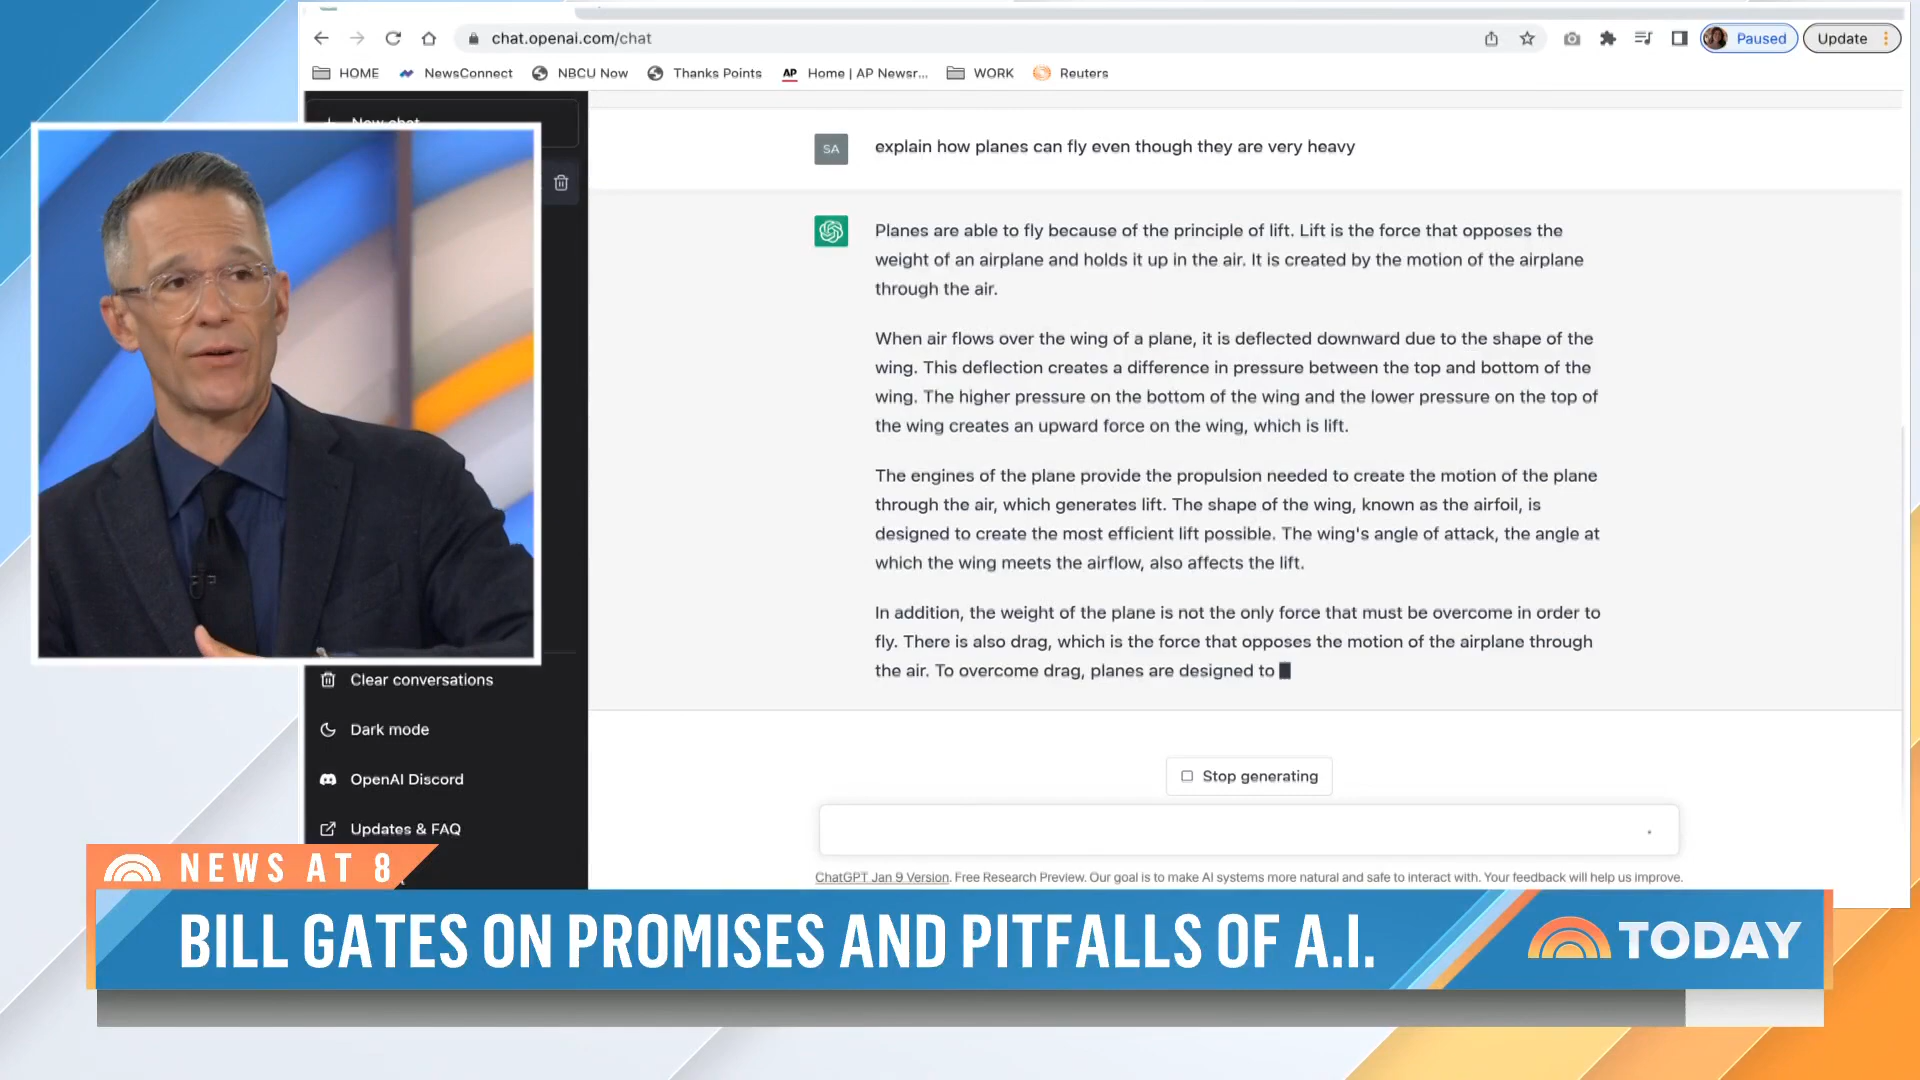 chat.openai.com/chat
Paused
Update
HOME
NewsConnect
NBCU Now
Thanks Points
AP
Home | AP Newsr...
WORK
Reuters
New chat
SA
explain how planes can fly even though they are very heavy
Planes are able to fly because of the principle of lift. Lift is the force that opposes the
weight of an airplane and holds it up in the air. It is created by the motion of the airplane
through the air.
When air flows over the wing of a plane, it is deflected downward due to the shape of the
wing. This deflection creates a difference in pressure between the top and bottom of the
wing. The higher pressure on the bottom of the wing and the lower pressure on the top of
the wing creates an upward force on the wing, which is lift.
The engines of the plane provide the propulsion needed to create the motion of the plane
through the air, which generates lift. The shape of the wing, known as the airfoil, is
designed to create the most efficient lift possible. The wing's angle of attack, the angle at
which the wing meets the airflow, also affects the lift.
In addition, the weight of the plane is not the only force that must be overcome in order to
fly. There is also drag, which is the force that opposes the motion of the airplane through
the air. To overcome drag, planes are designed to
Clear conversations
Dark mode
OpenAI Discord
Updates & FAQ
Stop generating
ChatGPT Jan 9 Version. Free Research Preview. Our goal is to make AI systems more natural and safe to interact with. Your feedback will help us improve.
NEWS AT 8
BILL GATES ON PROMISES AND PITFALLS OF A.I.
TODAY